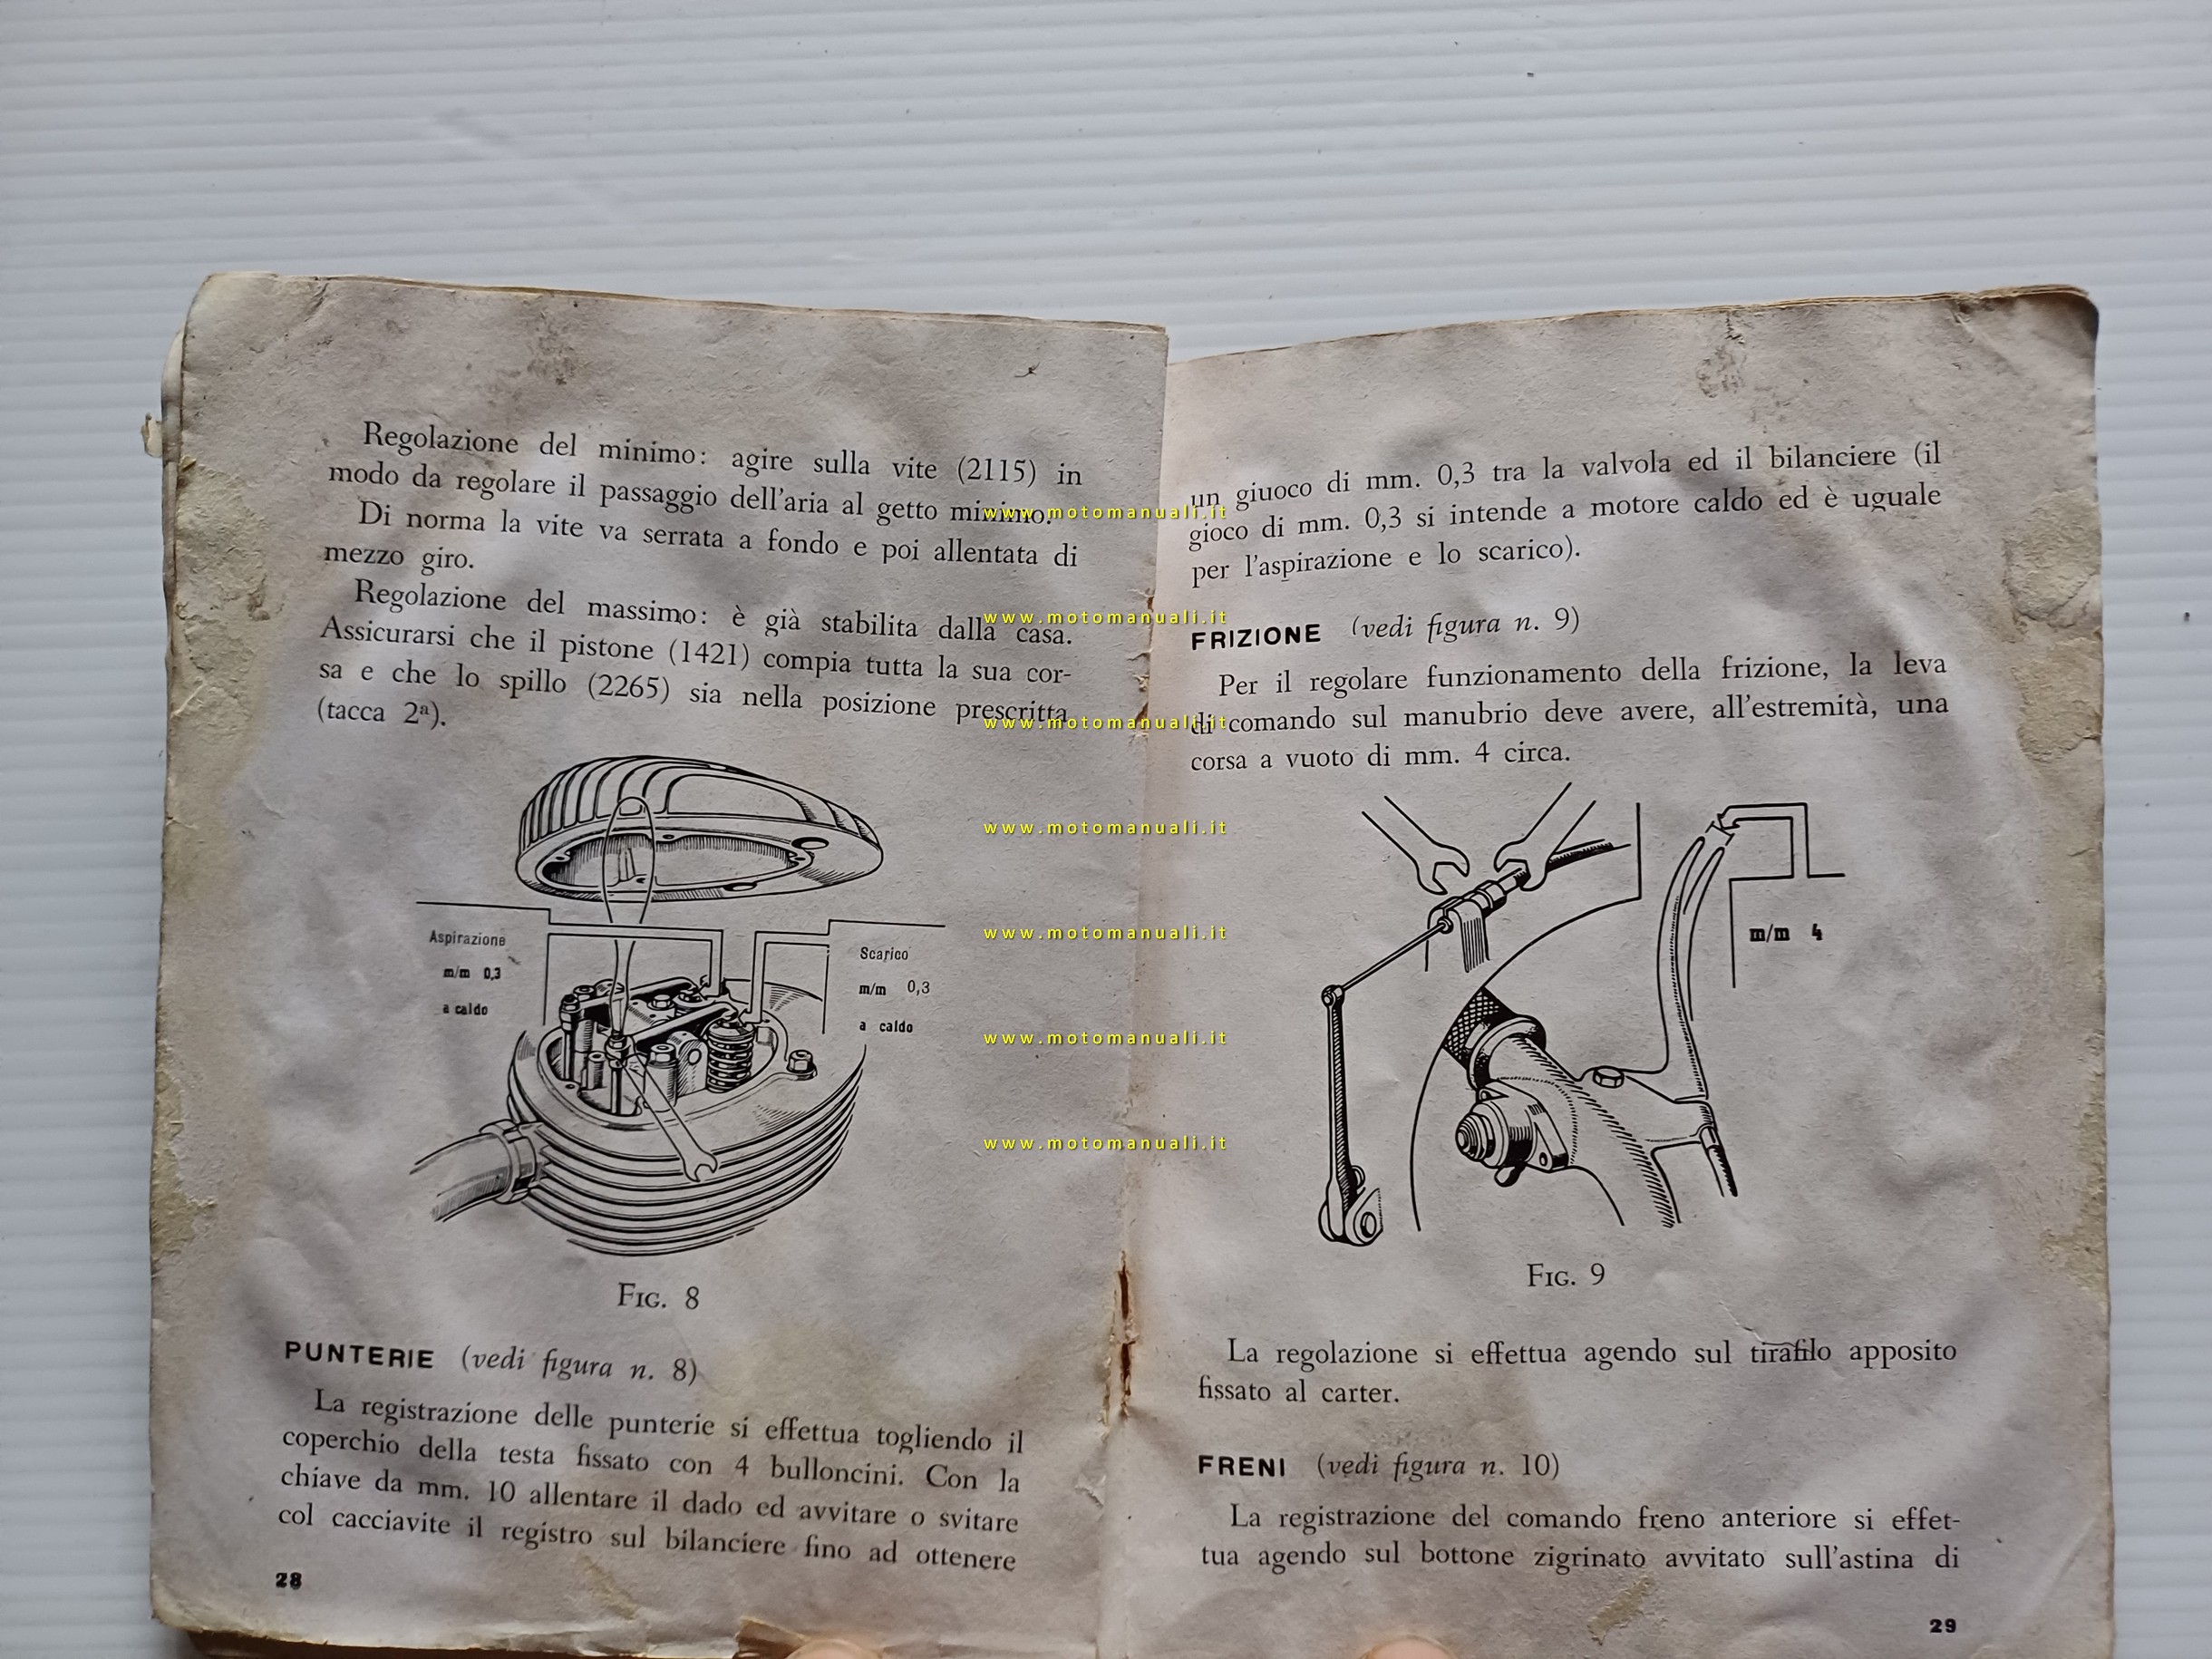 Regolazione del minimo: agire sulla vite (2115) in
modo da regolare il passaggio dell'aria al getto minimo.
Di norma la vite va serrata a fondo e poi allentata di
mezzo giro.
Regolazione del massimo: è già stabilita dalla casa.
Assicurarsi che il pistone (1421) compia tutta la sua cor-
sa e che lo spillo (2265) sia nella posizione prescritta
(tacca 2ª).
Aspirazione
m/m 0,3
a caldo
Scarico
m/m 0,3
a caldo
FIG. 8
PUNTERIE (vedi figura n. 8)
La registrazione delle punterie si effettua togliendo il
coperchio della testa fissato con 4 bulloncini. Con la
chiave da mm. 10 allentare il dado ed avvitare o svitare
col cacciavite il registro sul bilanciere fino ad ottenere
28
un giuoco di mm. 0,3 tra la valvola ed il bilanciere (il
gioco di mm. 0,3 si intende a motore caldo ed è uguale
per l'aspirazione e lo scarico).
FRIZIONE (vedi figura n. 9)
Per il regolare funzionamento della frizione, la leva
di comando sul manubrio deve avere, all'estremità, una
corsa a vuoto di mm. 4 circa.
m/m 4
FIG. 9
La regolazione si effettua agendo sul tirafilo apposito
fissato al carter.
FRENI (vedi figura n. 10)
La registrazione del comando freno anteriore si effet-
tua agendo sul bottone zigrinato avvitato sull'astina di
29
www.motomanuali.it
www.motomanuali.it
www.motomanuali.it
www.motomanuali.it
www.motomanuali.it
www.motomanuali.it
www.motomanuali.it